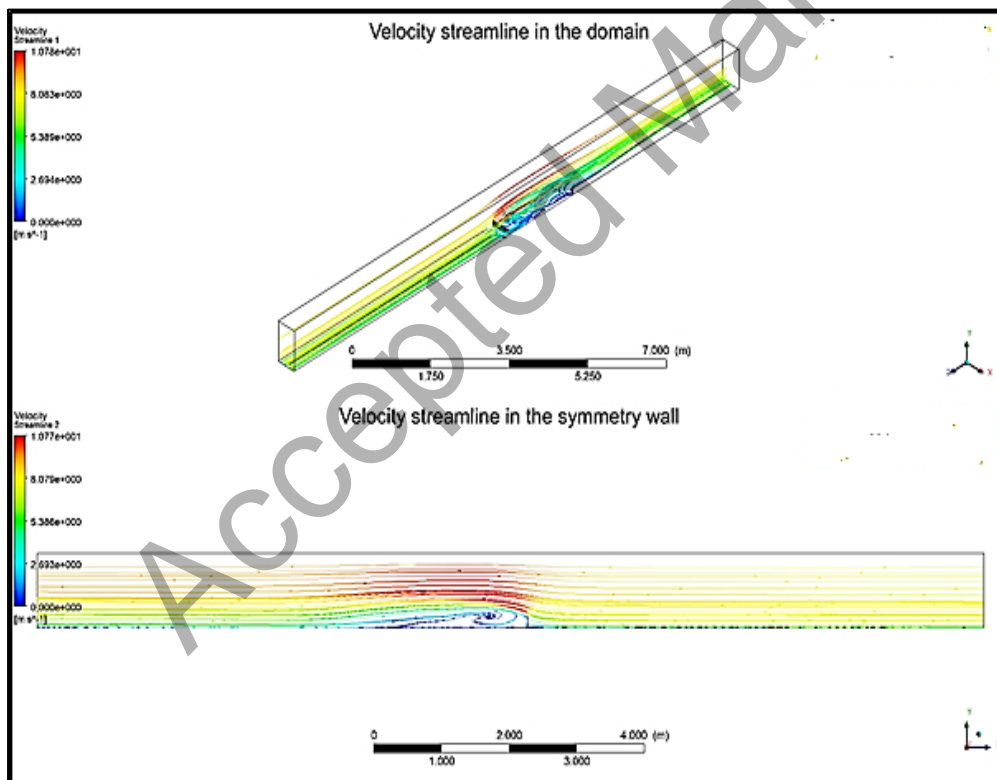 Velocity streamline in the domain
Velocity
Streamline 1
1.078e+001
8.083e+000
5.389e+000
2.694e+000
0.000e+000
[m s^-1]
0 3.500 7.000 (m)
1.750 5.250
Y
X
Velocity streamline in the symmetry wall
Velocity
Streamline 2
1.077e+001
8.079e+000
5.386e+000
2.693e+000
0.000e+000
[m s^-1]
0 2.000 4.000 (m)
1.000 3.000
Y
Accepted Ma